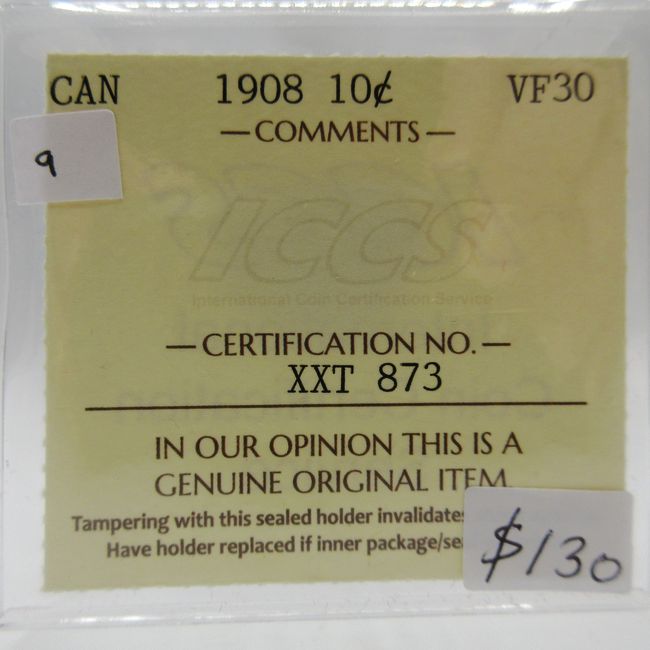 CAN 1908 10¢ VF30
—COMMENTS—
9
ICCS
International Coin Certification Service
—CERTIFICATION NO.—
XXT 873
IN OUR OPINION THIS IS A
GENUINE ORIGINAL ITEM
Tampering with this sealed holder invalidates
Have holder replaced if inner package/
$130